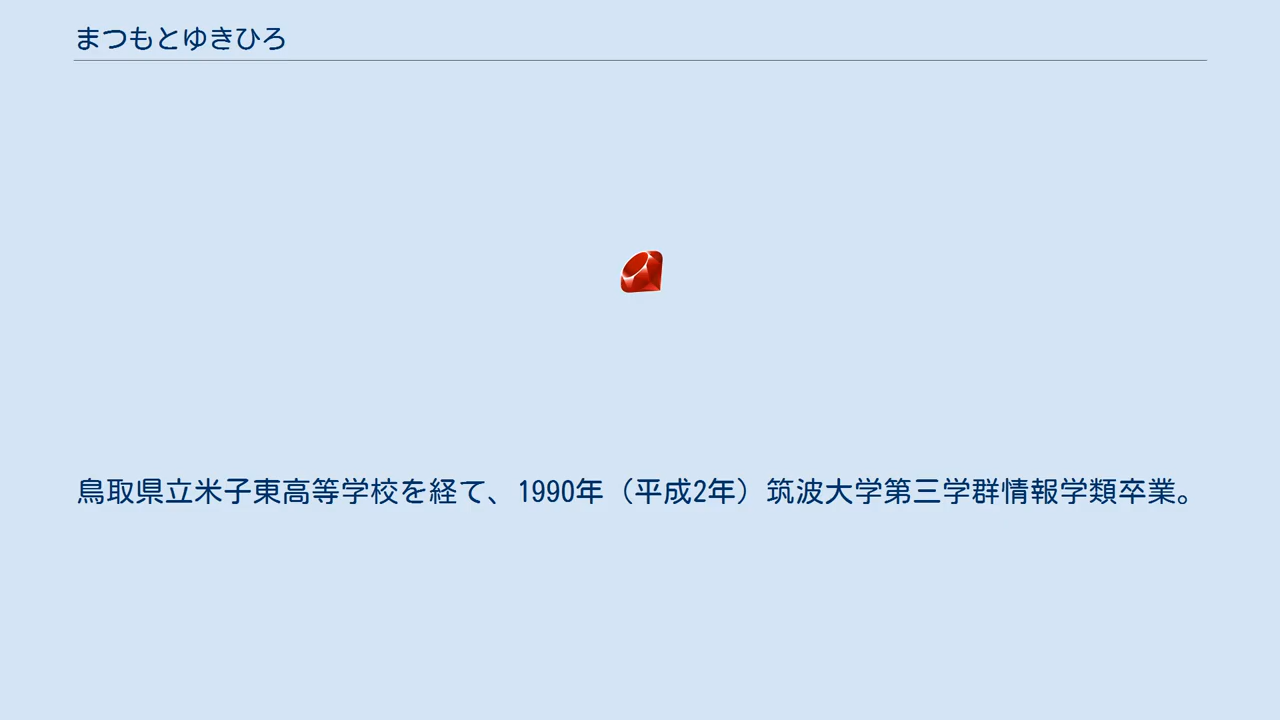 まつもとゆきひろ
鳥取県立米子東高等学校を経て、1990年（平成2年）筑波大学第三学群情報学類卒業。